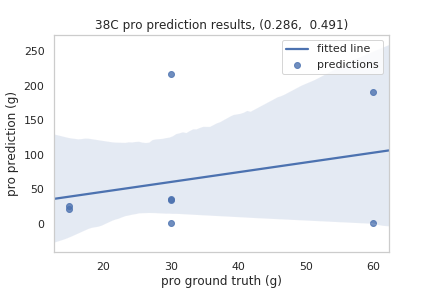 38C pro prediction results, (0.286,  0.491)
fitted line
predictions
250
200
150
100
50
0
pro prediction (g)
20
30
40
50
60
pro ground truth (g)